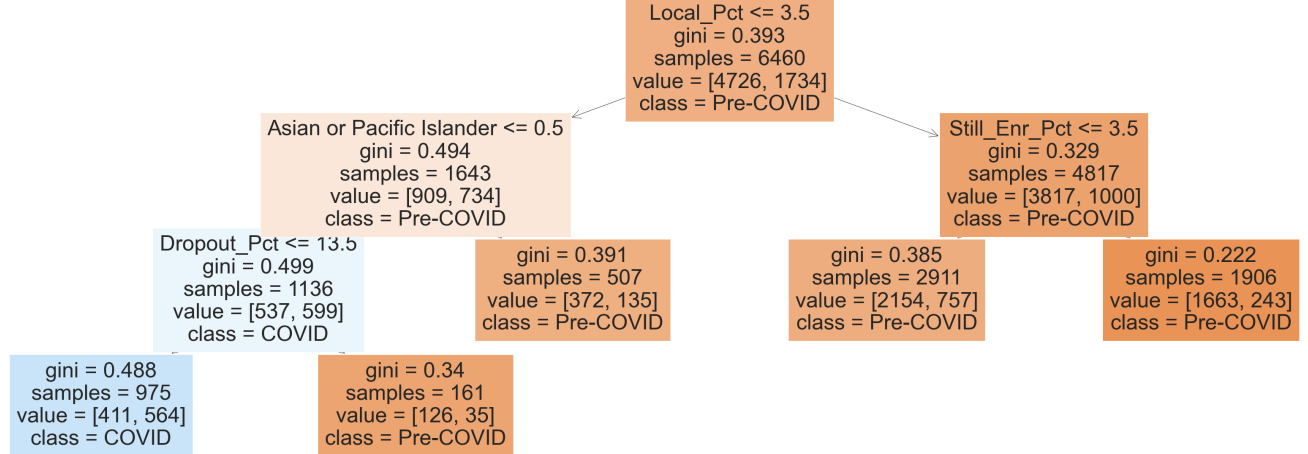 Local_Pct <= 3.5
gini = 0.393
samples = 6460
value = [4726, 1734]
class = Pre-COVID
Asian or Pacific Islander <= 0.5
gini = 0.494
samples = 1643
value = [909, 734]
class = Pre-COVID
Still_Enr_Pct <= 3.5
gini = 0.329
samples = 4817
value = [3817, 1000]
class = Pre-COVID
Dropout_Pct <= 13.5
gini = 0.499
samples = 1136
value = [537, 599]
class = COVID
gini = 0.391
samples = 507
value = [372, 135]
class = Pre-COVID
gini = 0.385
samples = 2911
value = [2154, 757]
class = Pre-COVID
gini = 0.222
samples = 1906
value = [1663, 243]
class = Pre-COVID
gini = 0.488
samples = 975
value = [411, 564]
class = COVID
gini = 0.34
samples = 161
value = [126, 35]
class = Pre-COVID